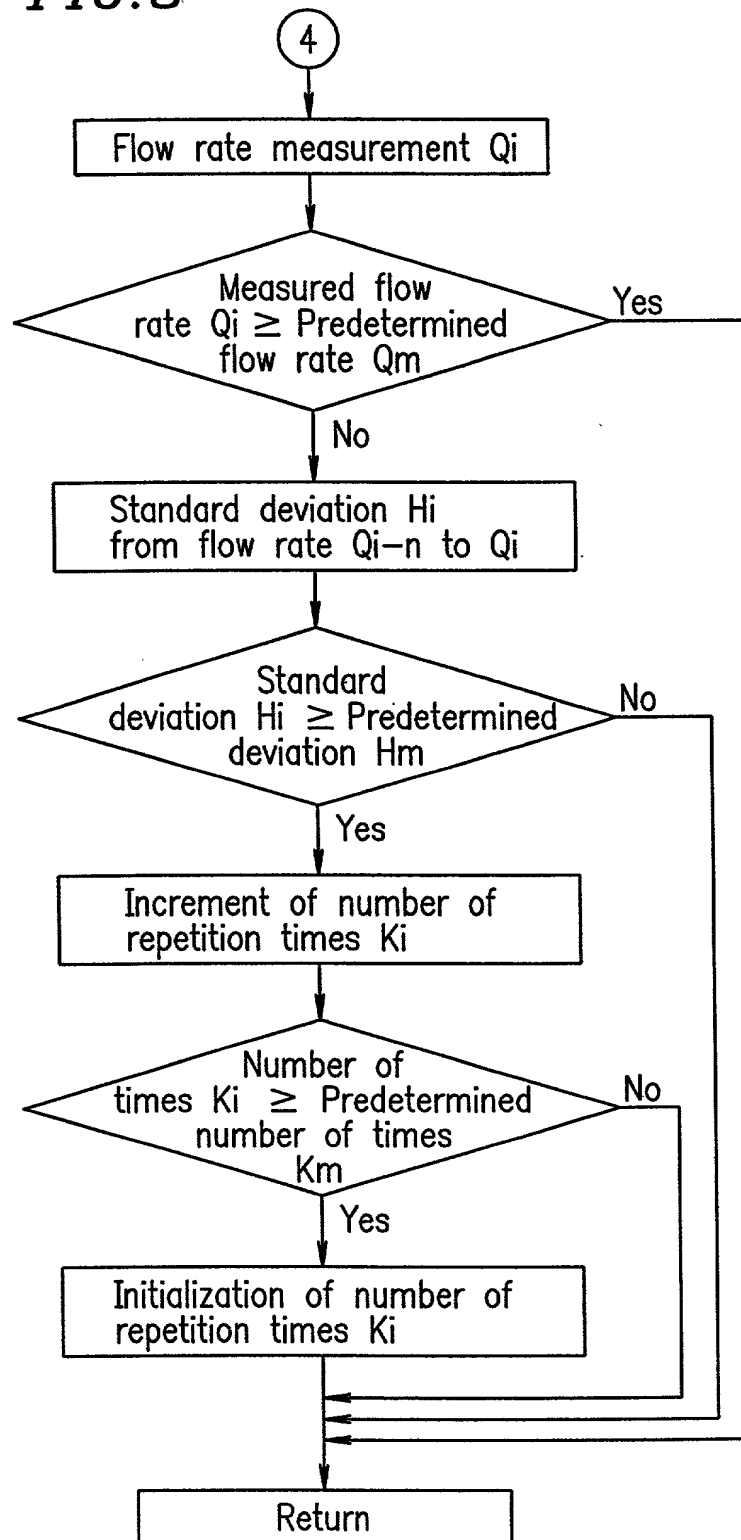 4
Flow rate measurement Qi
Measured flow
rate Qi ≥ Predetermined
flow rate Qm
Yes
No
Standard deviation Hi
from flow rate Qi-n to Qi
Standard
deviation Hi ≥ Predetermined
deviation Hm
No
Yes
Increment of number of
repetition times Ki
Number of
times Ki ≥ Predetermined
number of times
Km
No
Yes
Initialization of number of
repetition times Ki
Return